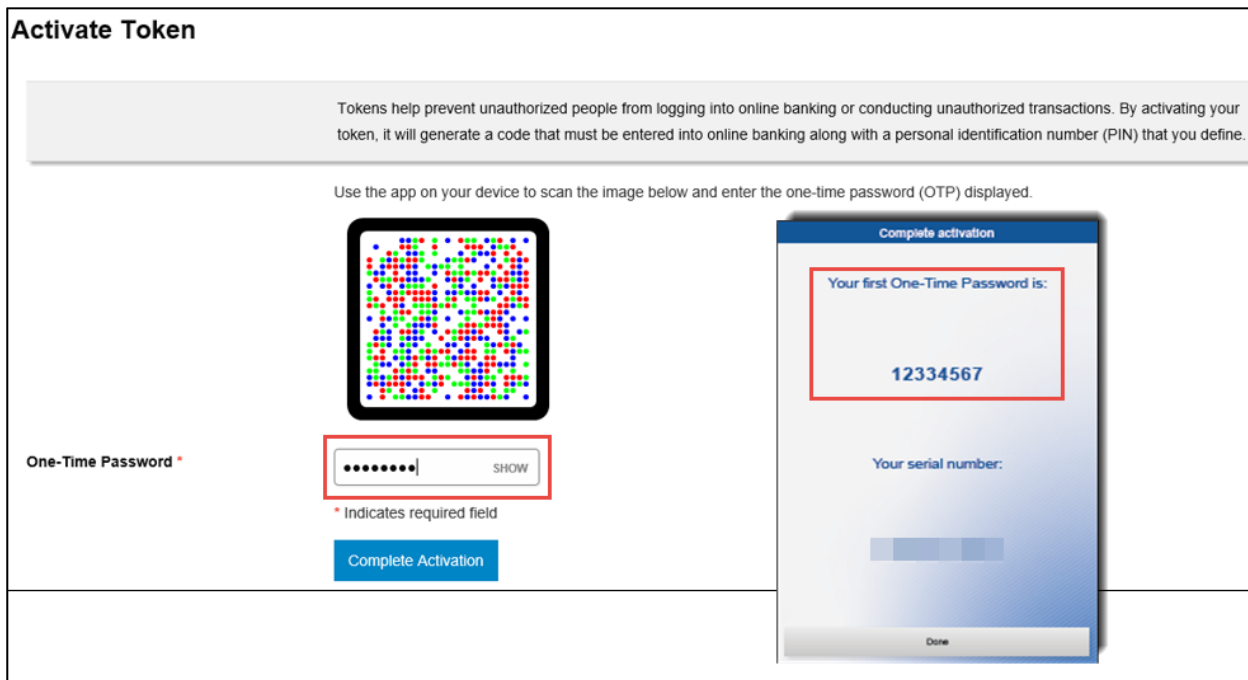 Activate Token
Tokens help prevent unauthorized people from logging into online banking or conducting unauthorized transactions. By activating your
token, it will generate a code that must be entered into online banking along with a personal identification number (PIN) that you define.
Use the app on your device to scan the image below and enter the one-time password (OTP) displayed.
One-Time Password *
••••••••
SHOW
* Indicates required field
Complete Activation
Complete activation
Your first One-Time Password is:
12334567
Your serial number:
Done